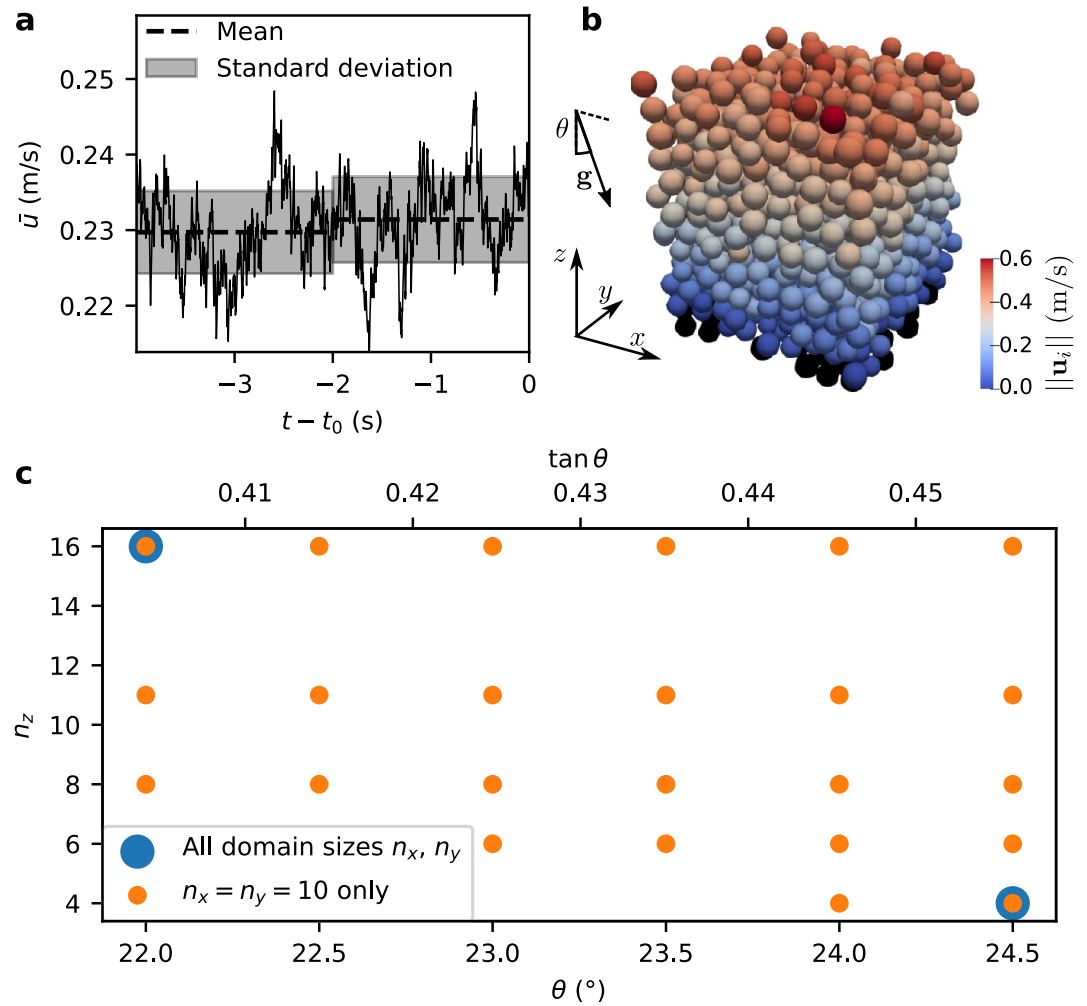 a
Mean
Standard deviation
0.25
0.24
0.23
0.22
ū (m/s)
−3
−2
−1
0
t − t₀ (s)
b
θ
g
z
y
x
0.6
0.4
0.2
0.0
||uᵢ|| (m/s)
c
tan θ
0.41
0.42
0.43
0.44
0.45
16
14
12
10
8
6
4
n_z
All domain sizes nₓ, n_y
nₓ = n_y = 10 only
22.0
22.5
23.0
23.5
24.0
24.5
θ (°)